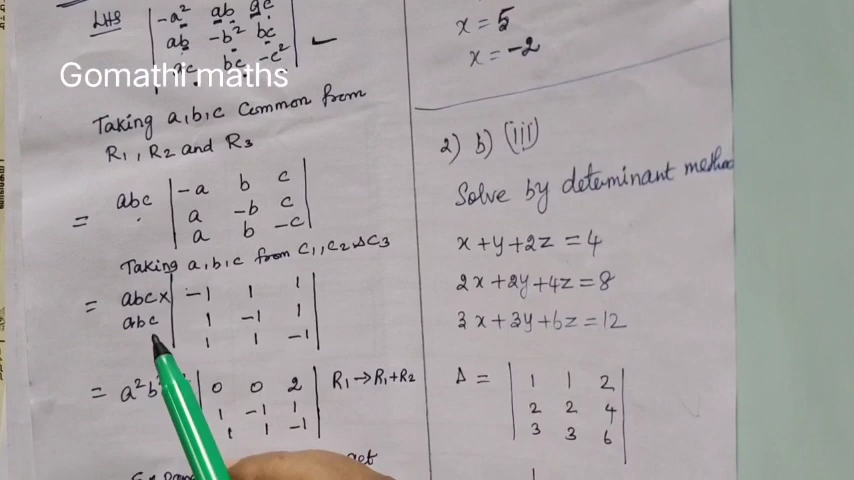 LHS
| -a² ab ac |
| ab -b² bc |
| ac bc -c² |
Gomathi maths
Taking a,b,c Common from
R₁, R₂ and R₃
= abc | -a b c |
| a -b c |
| a b -c |
Taking a,b,c from C₁, C₂ & C₃
= abc x | -1 1 1 |
abc | 1 -1 1 |
| 1 1 -1 |
= a²b² | 0 0 2 | R₁→R₁+R₂
| 1 -1 1 |
| 1 1 -1 |
get
x = 5
x = -2
2) b) (iii)
Solve by determinant method
x+y+2z = 4
2x+2y+4z = 8
3x+3y+6z = 12
Δ = | 1 1 2 |
| 2 2 4 |
| 3 3 6 |